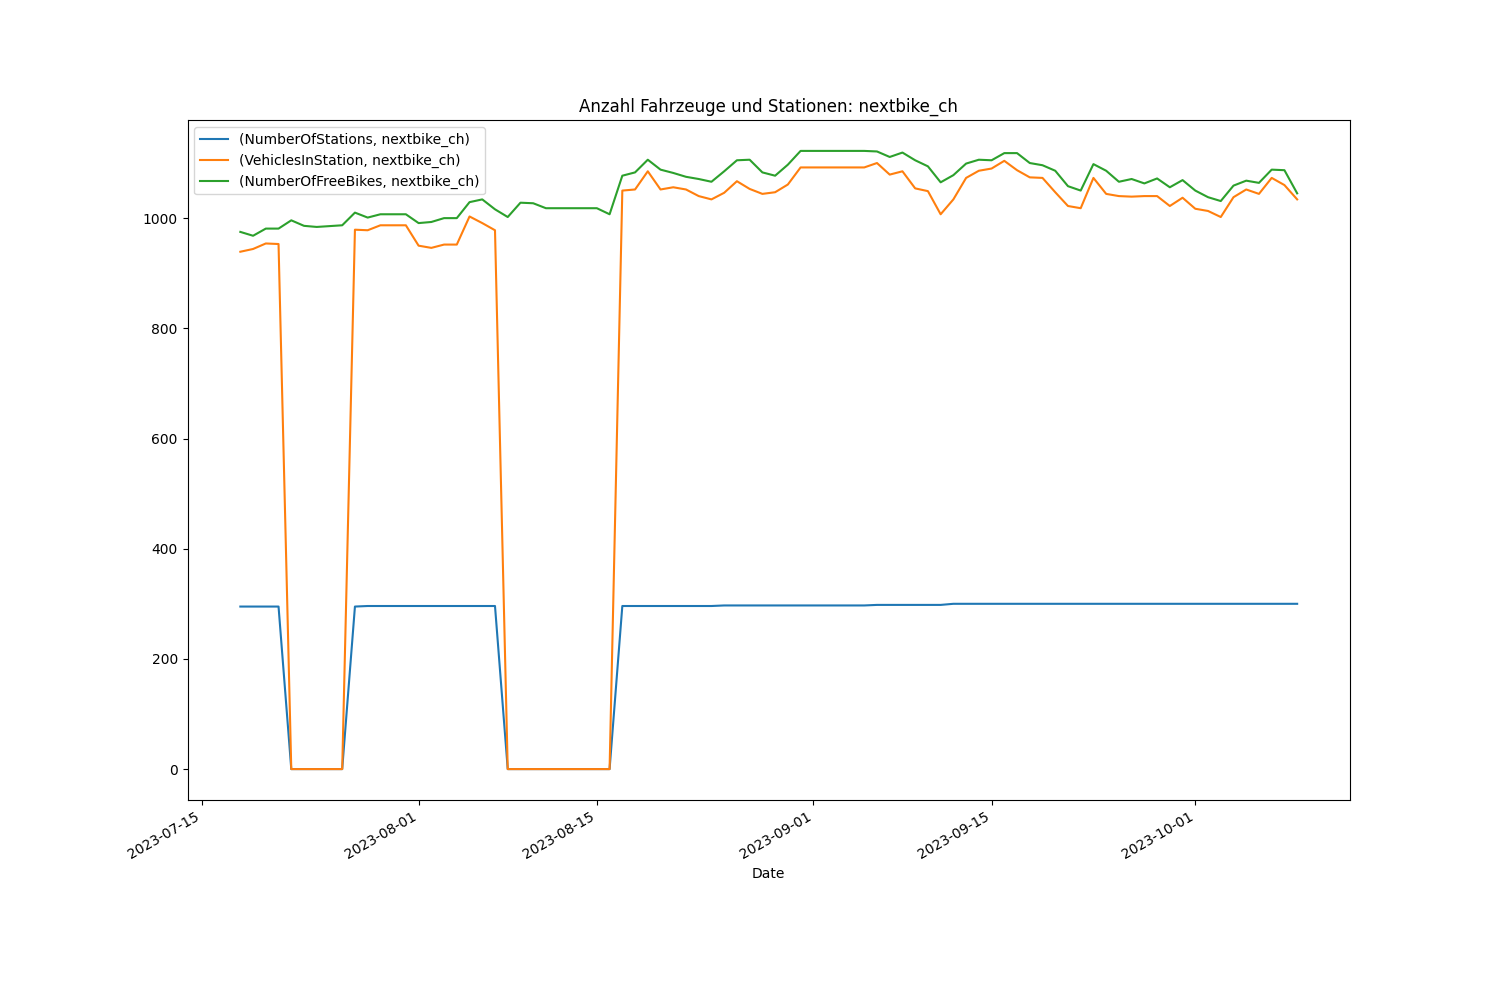 Anzahl Fahrzeuge und Stationen: nextbike_ch
(NumberOfStations, nextbike_ch)
(VehiclesInStation, nextbike_ch)
(NumberOfFreeBikes, nextbike_ch)
1000
800
600
400
200
0
2023-07-15
2023-08-01
2023-08-15
2023-09-01
2023-09-15
2023-10-01
Date